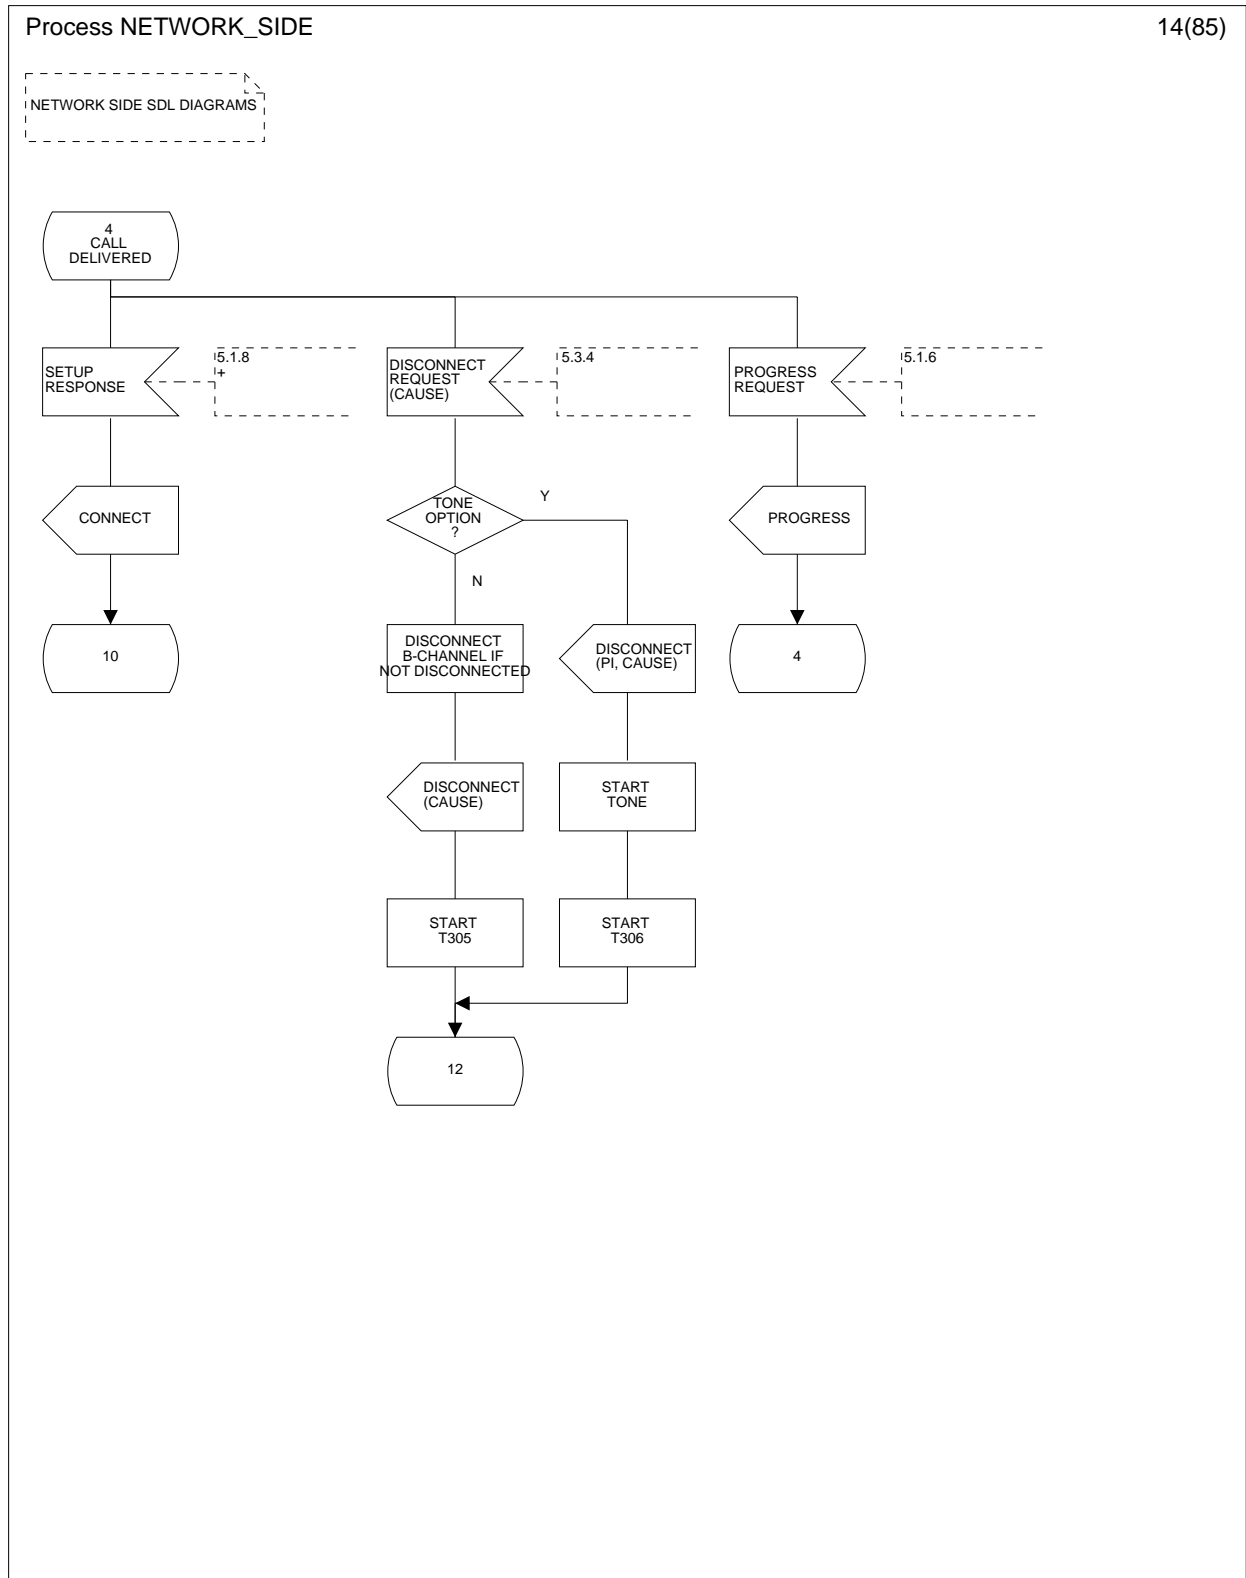 Process NETWORK_SIDE
14(85)
NETWORK SIDE SDL DIAGRAMS
4
CALL
DELIVERED
SETUP
RESPONSE
5.1.8
+
DISCONNECT
REQUEST
(CAUSE)
5.3.4
PROGRESS
REQUEST
5.1.6
CONNECT
TONE
OPTION
?
Y
N
PROGRESS
10
DISCONNECT
B-CHANNEL IF
NOT DISCONNECTED
DISCONNECT
(PI, CAUSE)
4
DISCONNECT
(CAUSE)
START
TONE
START
T305
START
T306
12